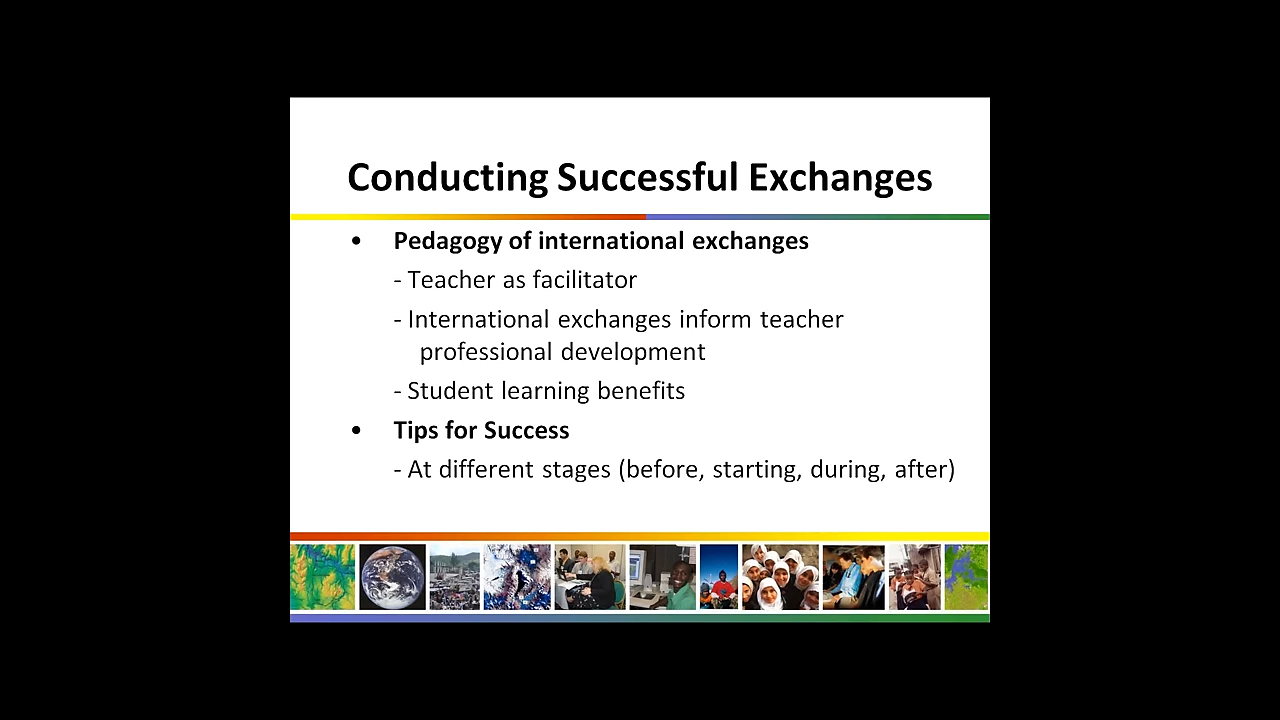 Conducting Successful Exchanges
• Pedagogy of international exchanges
- Teacher as facilitator
- International exchanges inform teacher
professional development
- Student learning benefits
• Tips for Success
- At different stages (before, starting, during, after)